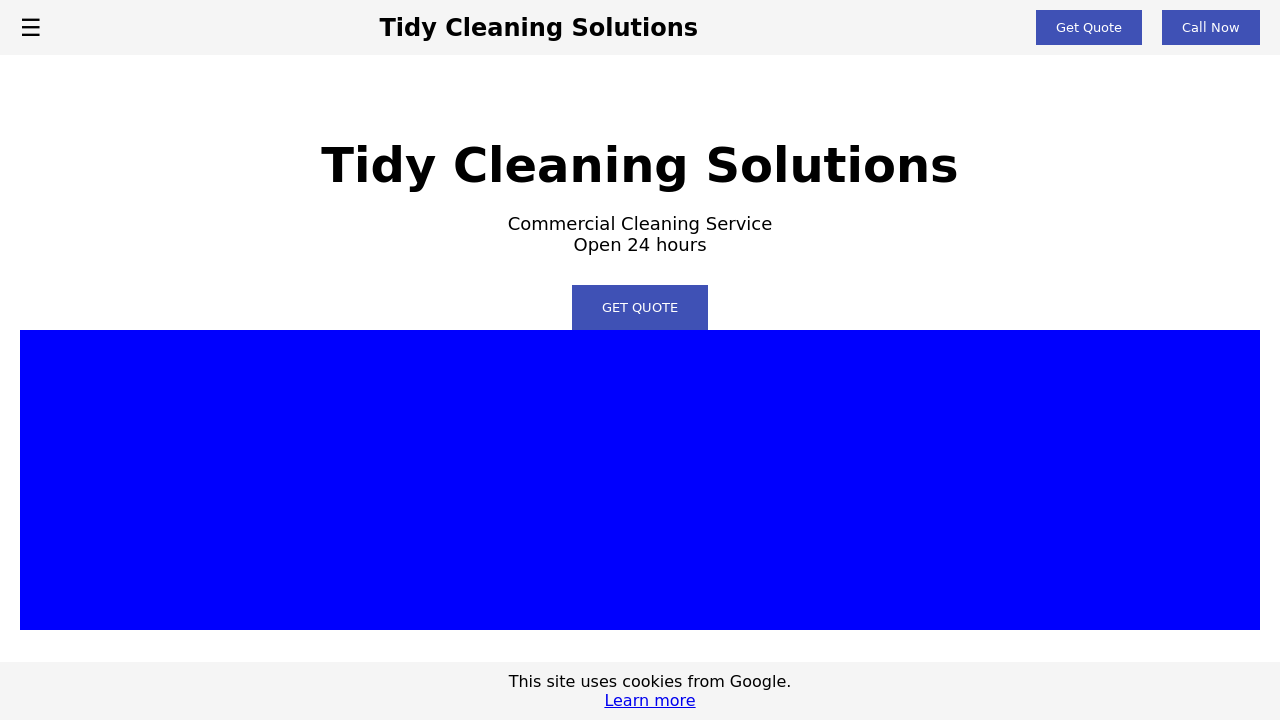 ☰
Tidy Cleaning Solutions
Get Quote
Call Now
Tidy Cleaning Solutions
Commercial Cleaning Service
Open 24 hours
GET QUOTE
This site uses cookies from Google.
Learn more